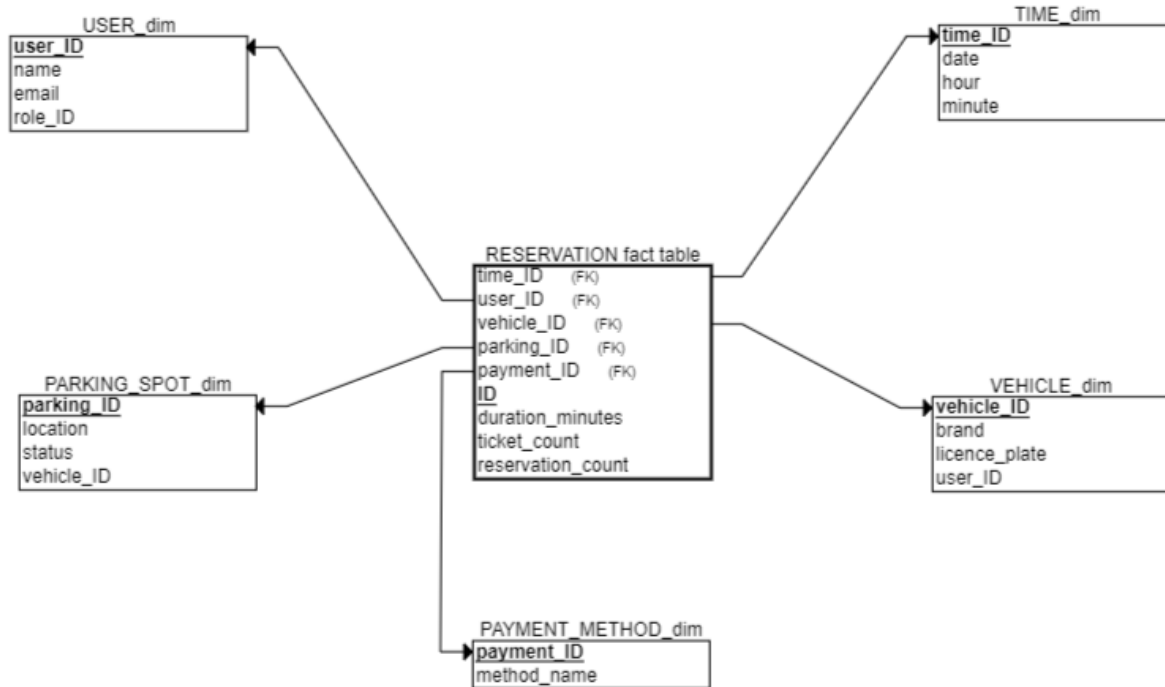 USER_dim
user_ID
name
email
role_ID
TIME_dim
time_ID
date
hour
minute
RESERVATION fact table
time_ID (FK)
user_ID (FK)
vehicle_ID (FK)
parking_ID (FK)
payment_ID (FK)
ID
duration_minutes
ticket_count
reservation_count
PARKING_SPOT_dim
parking_ID
location
status
vehicle_ID
VEHICLE_dim
vehicle_ID
brand
licence_plate
user_ID
PAYMENT_METHOD_dim
payment_ID
method_name